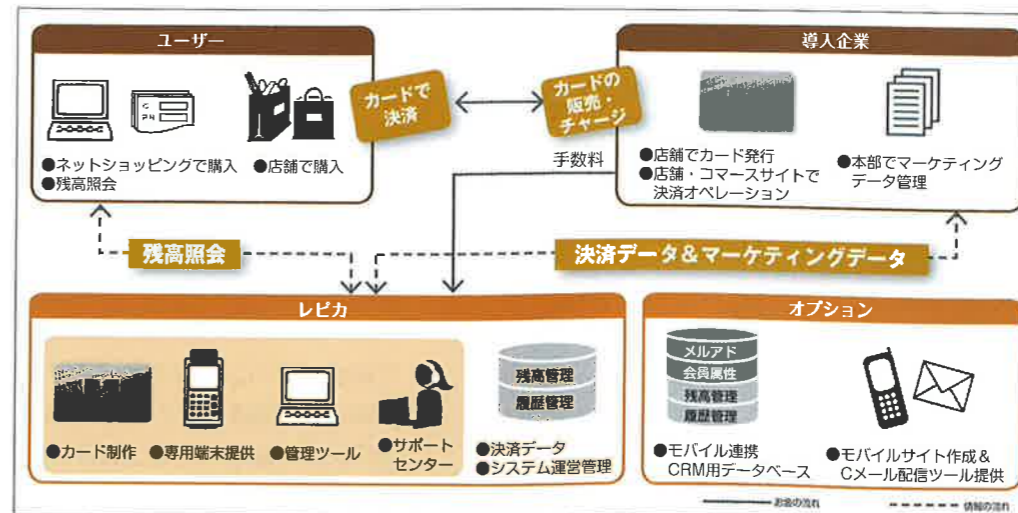 ユーザー
●ネットショッピングで購入
●残高照会
●店舗で購入
カードで
決済
カードの
販売・
チャージ
導入企業
●店舗でカード発行
●店舗・コマースサイトで
決済オペレーション
●本部でマーケティング
データ管理
手数料
残高照会
決済データ&マーケティングデータ
レピカ
●カード制作
●専用端末提供
●管理ツール
●サポート
センター
残高管理
履歴管理
●決済データ
●システム運営管理
オプション
メルアド
会員属性
残高管理
履歴管理
●モバイル連携
CRM用データベース
●モバイルサイト作成&
Cメール配信ツール提供
お金の流れ
情報の流れ